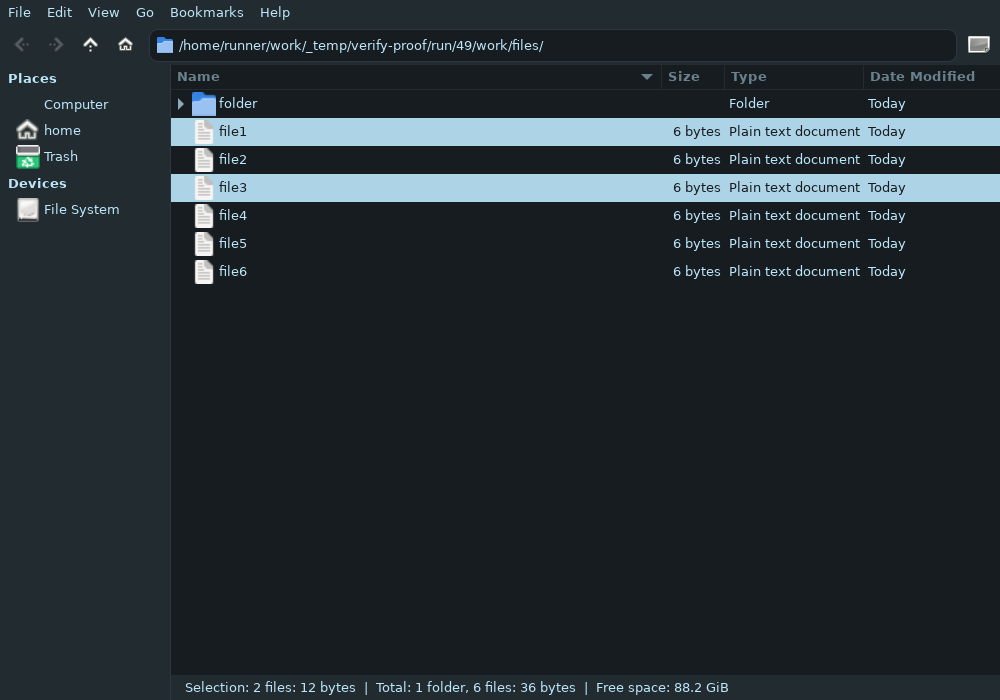 File Edit View Go Bookmarks Help
/home/runner/work/_temp/verify-proof/run/49/work/files/
Places
Computer
home
Trash
Devices
File System
Name Size Type Date Modified
folder Folder Today
file1 6 bytes Plain text document Today
file2 6 bytes Plain text document Today
file3 6 bytes Plain text document Today
file4 6 bytes Plain text document Today
file5 6 bytes Plain text document Today
file6 6 bytes Plain text document Today
Selection: 2 files: 12 bytes | Total: 1 folder, 6 files: 36 bytes | Free space: 88.2 GiB